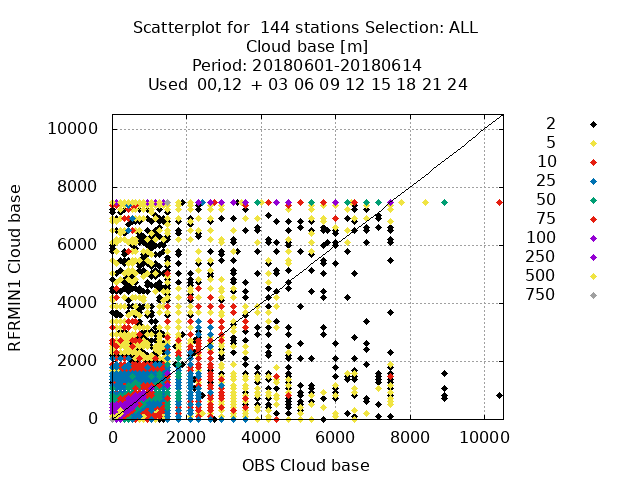 Scatterplot for  144 stations Selection: ALL
Cloud base [m]
Period: 20180601-20180614
Used  00,12  + 03 06 09 12 15 18 21 24
RFRMIN1 Cloud base
10000
8000
6000
4000
2000
0
0 2000 4000 6000 8000 10000
OBS Cloud base
2
5
10
25
50
75
100
250
500
750